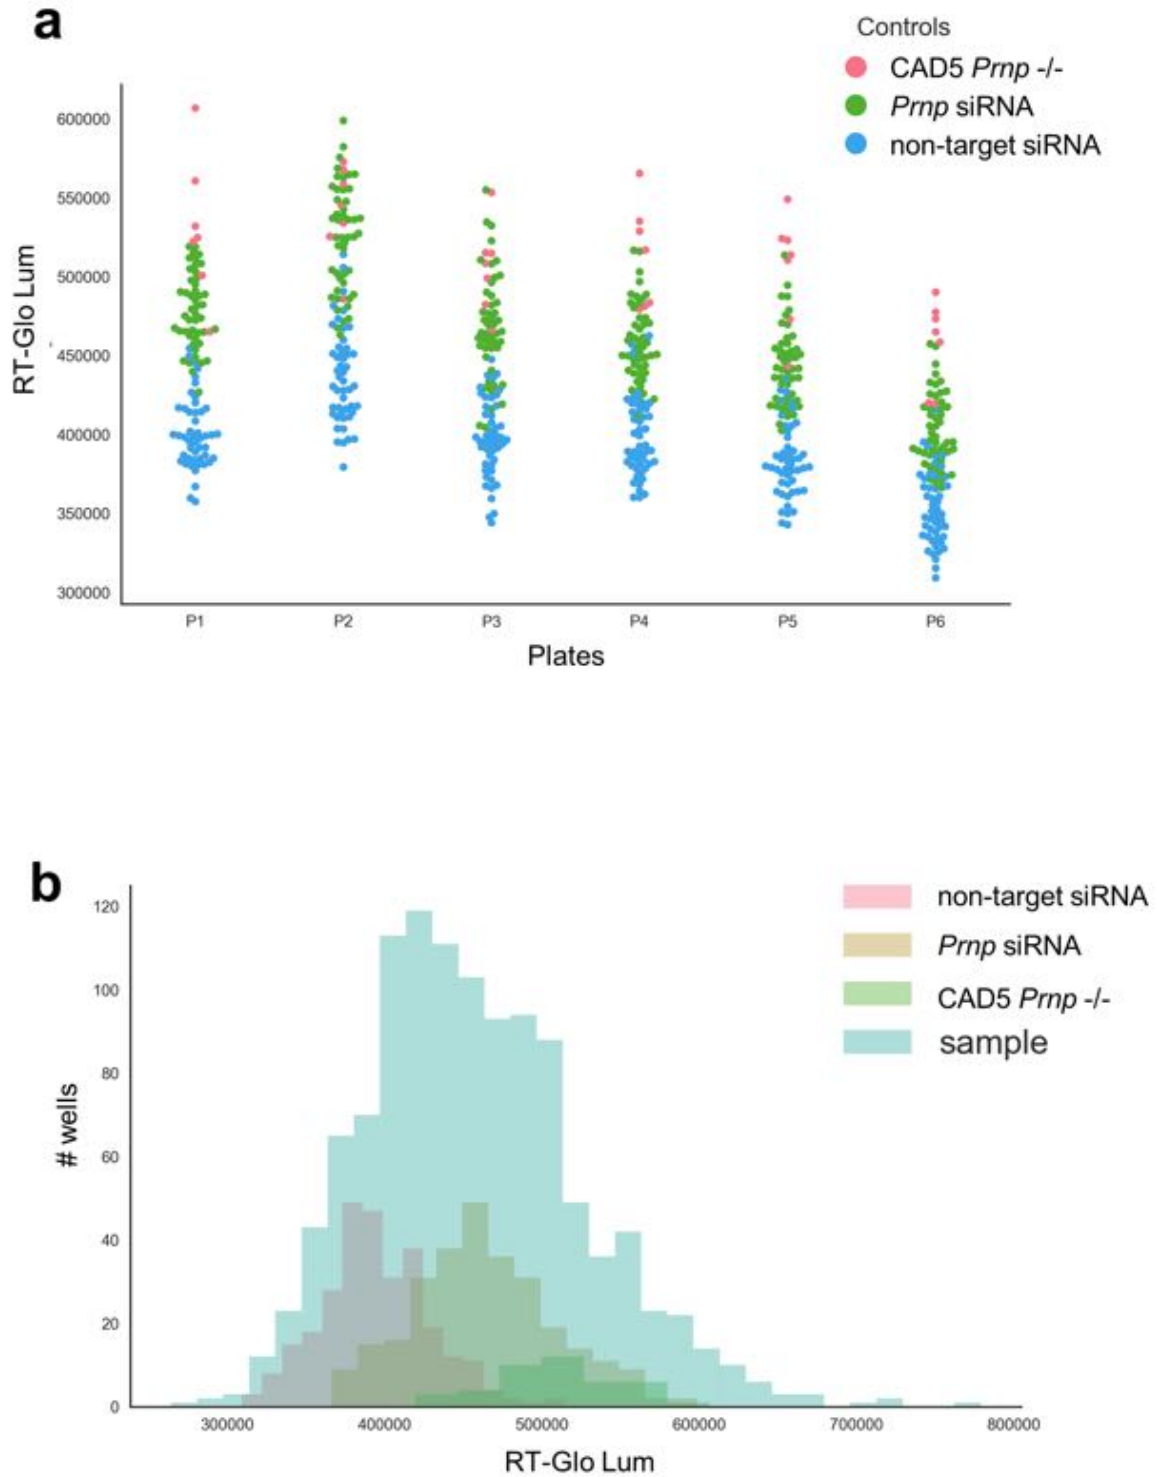 a
Controls
CAD5 Prnp -/-
Prnp siRNA
non-target siRNA
600000
550000
500000
450000
400000
350000
300000
RT-Glo Lum
P1 P2 P3 P4 P5 P6
Plates
b
non-target siRNA
Prnp siRNA
CAD5 Prnp -/-
sample
120
100
80
60
40
20
0
# wells
300000 400000 500000 600000 700000 800000
RT-Glo Lum